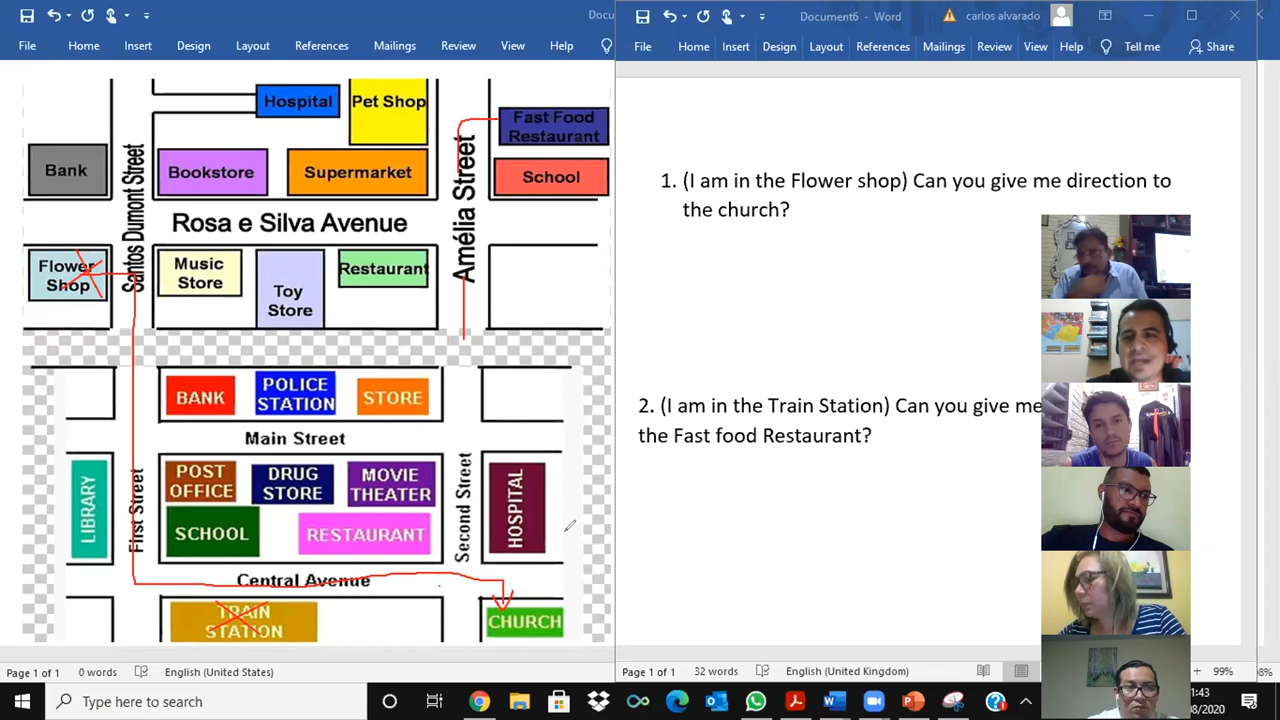 Docu
File Home Insert Design Layout References Mailings Review View Help
Hospital
Pet Shop
Fast Food
Restaurant
Bank
Santos Dumont Street
Bookstore
Supermarket
Amélia Street
School
Rosa e Silva Avenue
Flower
Shop
Music
Store
Toy
Store
Restaurant
BANK
POLICE
STATION
STORE
Main Street
LIBRARY
First Street
POST
OFFICE
DRUG
STORE
MOVIE
THEATER
SCHOOL
RESTAURANT
Second Street
HOSPITAL
Central Avenue
TRAIN
STATION
CHURCH
Page 1 of 1 0 words English (United States)
Document6 - Word carlos alvarado
File Home Insert Design Layout References Mailings Review View Help Tell me Share
1. (I am in the Flower shop) Can you give me direction to
the church?
2. (I am in the Train Station) Can you give me
the Fast food Restaurant?
Page 1 of 1 32 words English (United Kingdom) + 99% 98%
Type here to search
1:43
08/2020